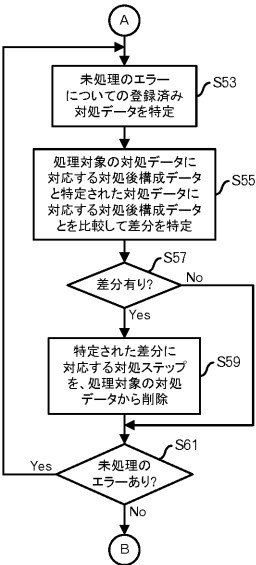 A
未処理のエラー
についての登録済み
対処データを特定
S53
処理対象の対処データに
対応する対処後構成データ
と特定された対処データに
対応する対処後構成データ
とを比較して差分を特定
S55
S57
差分有り?
No
Yes
特定された差分に
対応する対処ステップ
を、処理対象の対処
データから削除
S59
S61
Yes
未処理の
エラーあり?
No
B